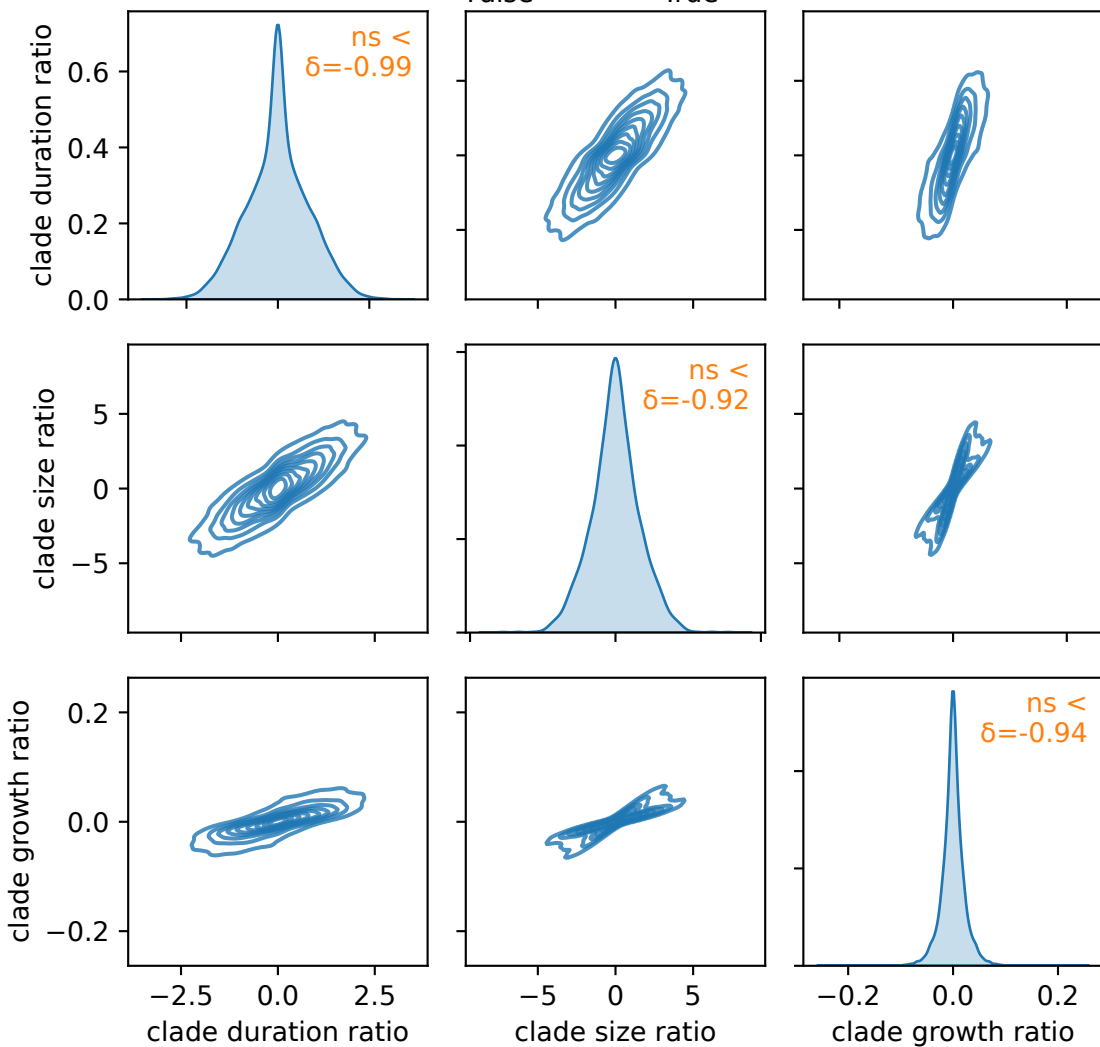 True
clade duration ratio
0.6
0.4
0.2
0.0
ns <
δ=-0.99
clade size ratio
5
0
−5
ns <
δ=-0.92
clade growth ratio
0.2
0.0
−0.2
ns <
δ=-0.94
−2.5
0.0
2.5
clade duration ratio
−5
0
5
clade size ratio
−0.2
0.0
0.2
clade growth ratio